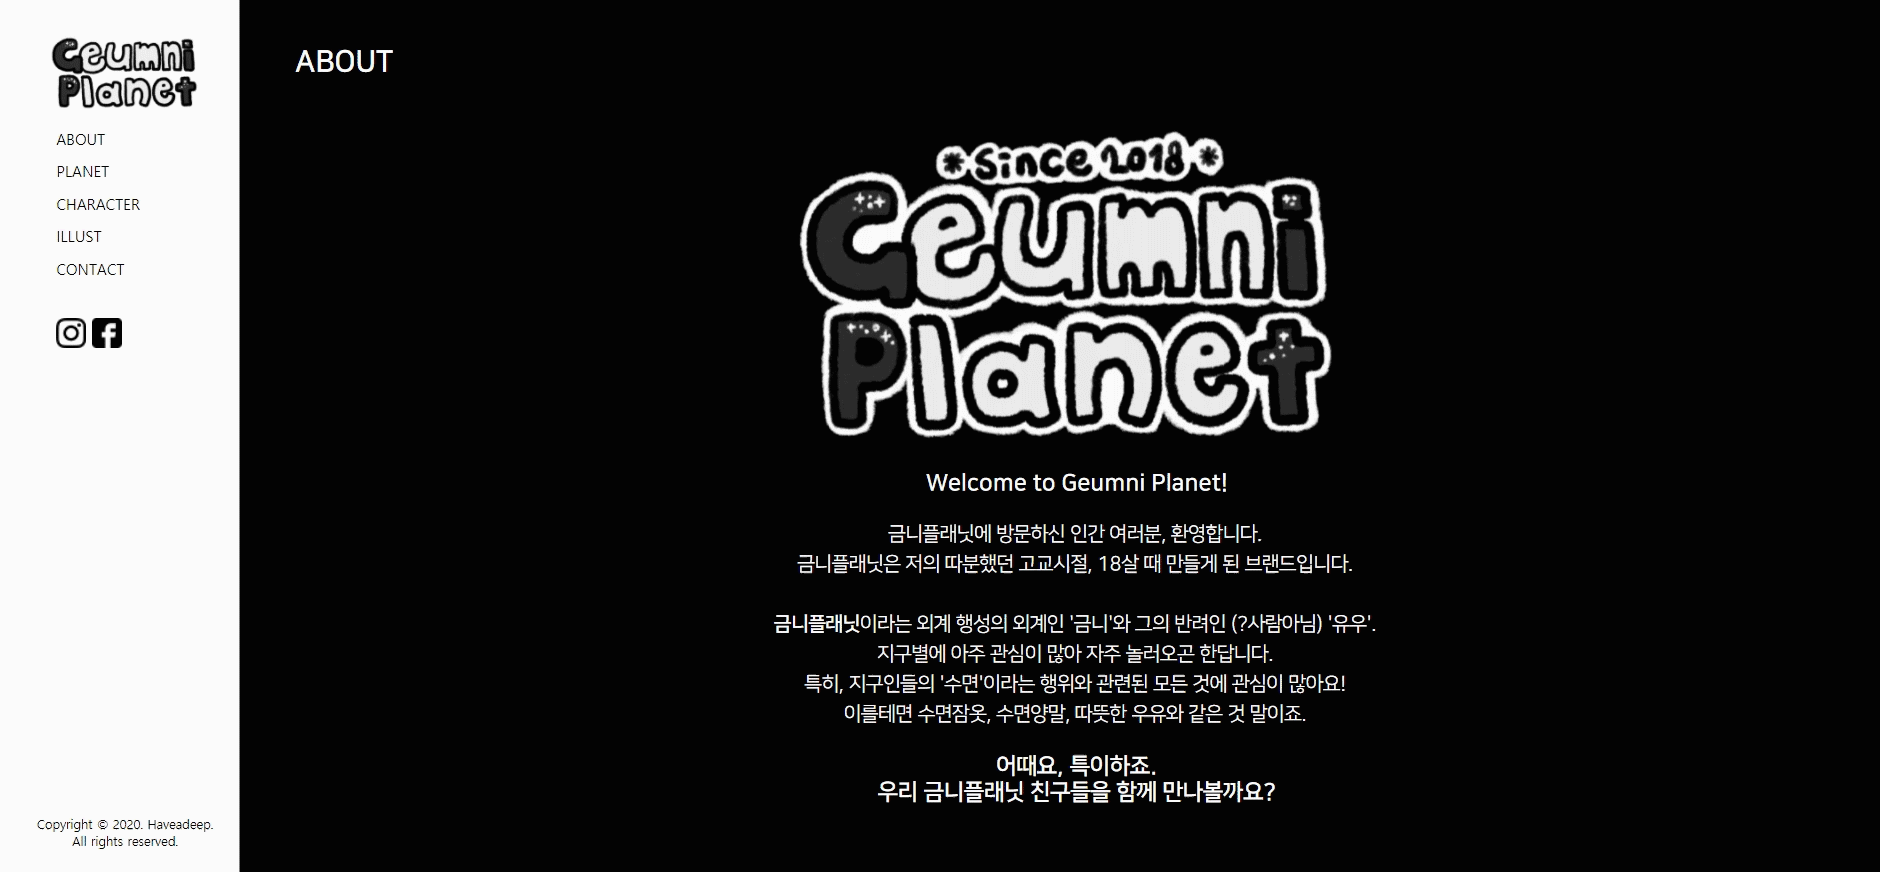 Geumni
Planet
ABOUT
PLANET
CHARACTER
ILLUST
CONTACT
Copyright © 2020. Haveadeep.
All rights reserved.
ABOUT
Since 2018
Geumni
Planet
Welcome to Geumni Planet!
금니플래닛에 방문하신 인간 여러분, 환영합니다.
금니플래닛은 저의 따분했던 고교시절, 18살 때 만들게 된 브랜드입니다.
금니플래닛이라는 외계 행성의 외계인 '금니'와 그의 반려인 (?사람아님) '유우'.
지구별에 아주 관심이 많아 자주 놀러오곤 한답니다.
특히, 지구인들의 '수면'이라는 행위와 관련된 모든 것에 관심이 많아요!
이를테면 수면잠옷, 수면양말, 따뜻한 우유와 같은 것 말이죠.
어때요, 특이하죠.
우리 금니플래닛 친구들을 함께 만나볼까요?